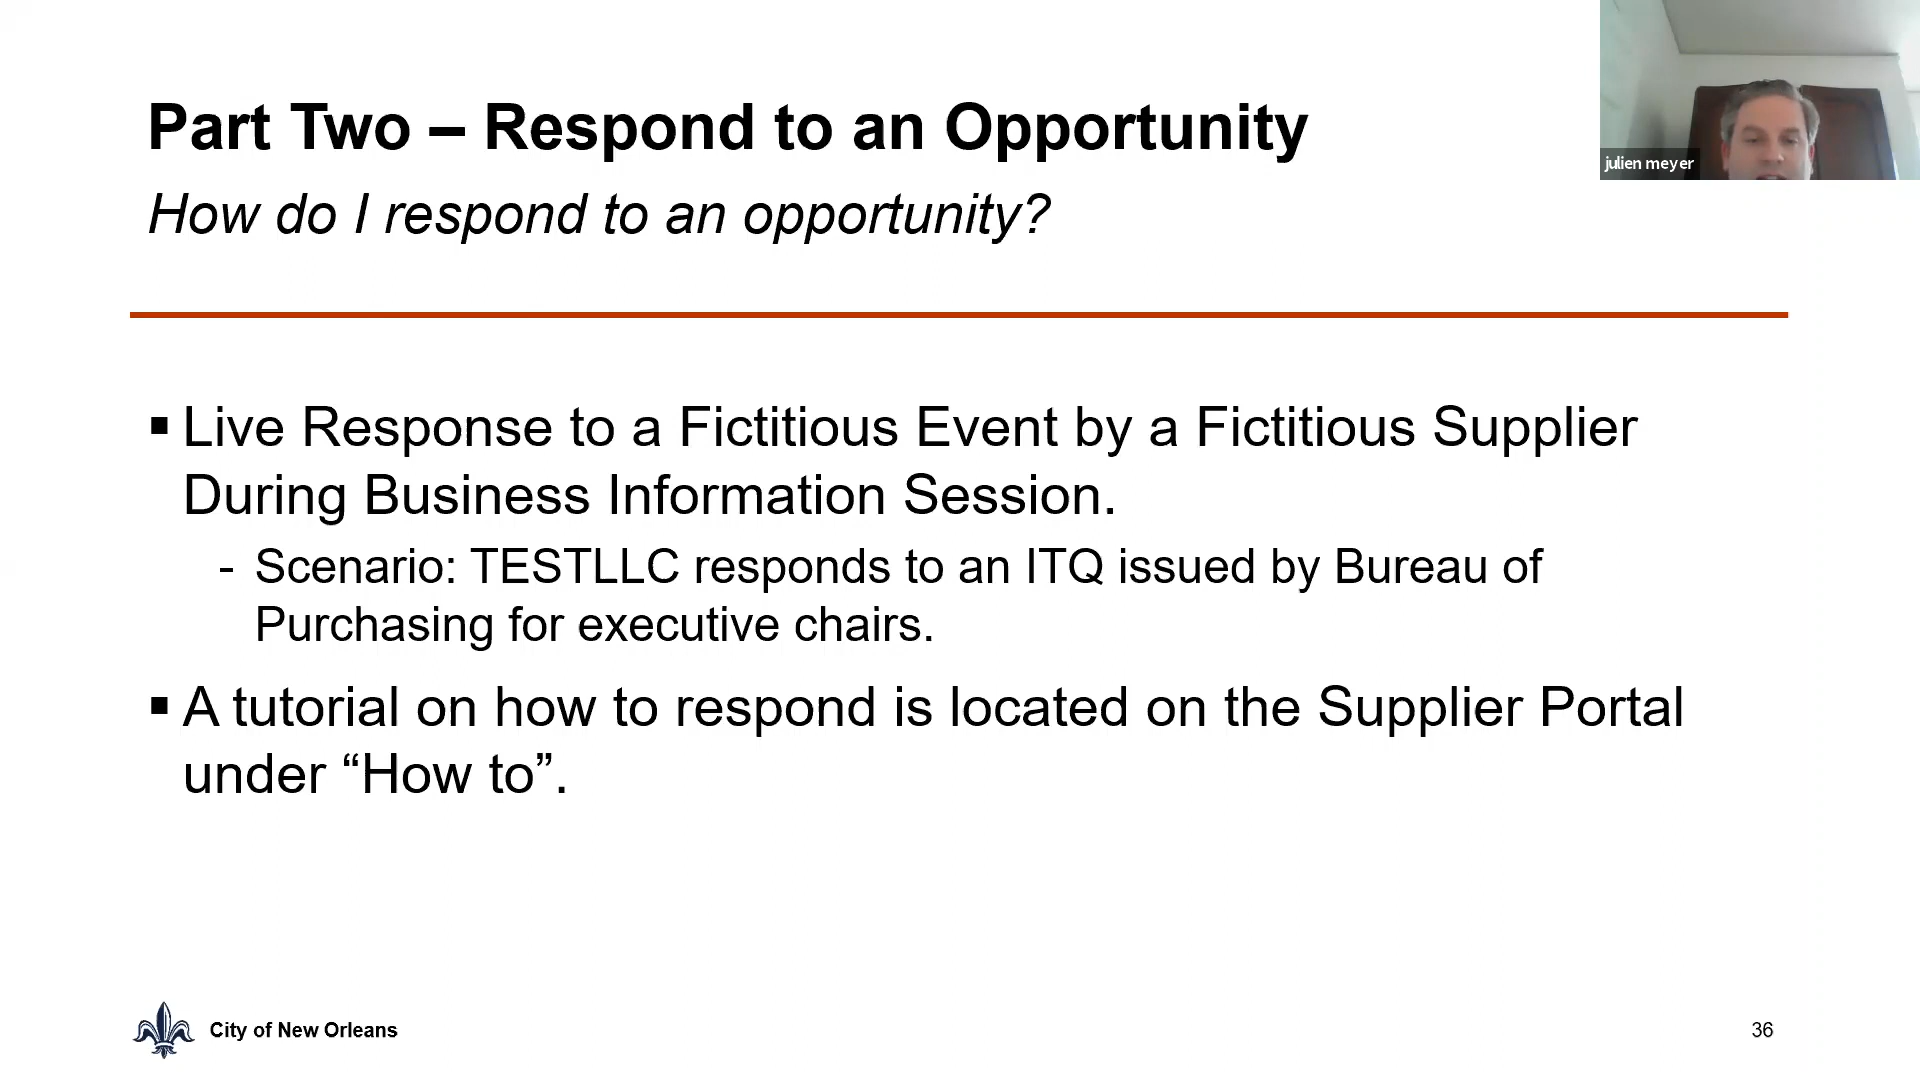 Part Two – Respond to an Opportunity
julien meyer
How do I respond to an opportunity?
▪ Live Response to a Fictitious Event by a Fictitious Supplier
During Business Information Session.
- Scenario: TESTLLC responds to an ITQ issued by Bureau of
Purchasing for executive chairs.
▪ A tutorial on how to respond is located on the Supplier Portal
under “How to”.
City of New Orleans
36